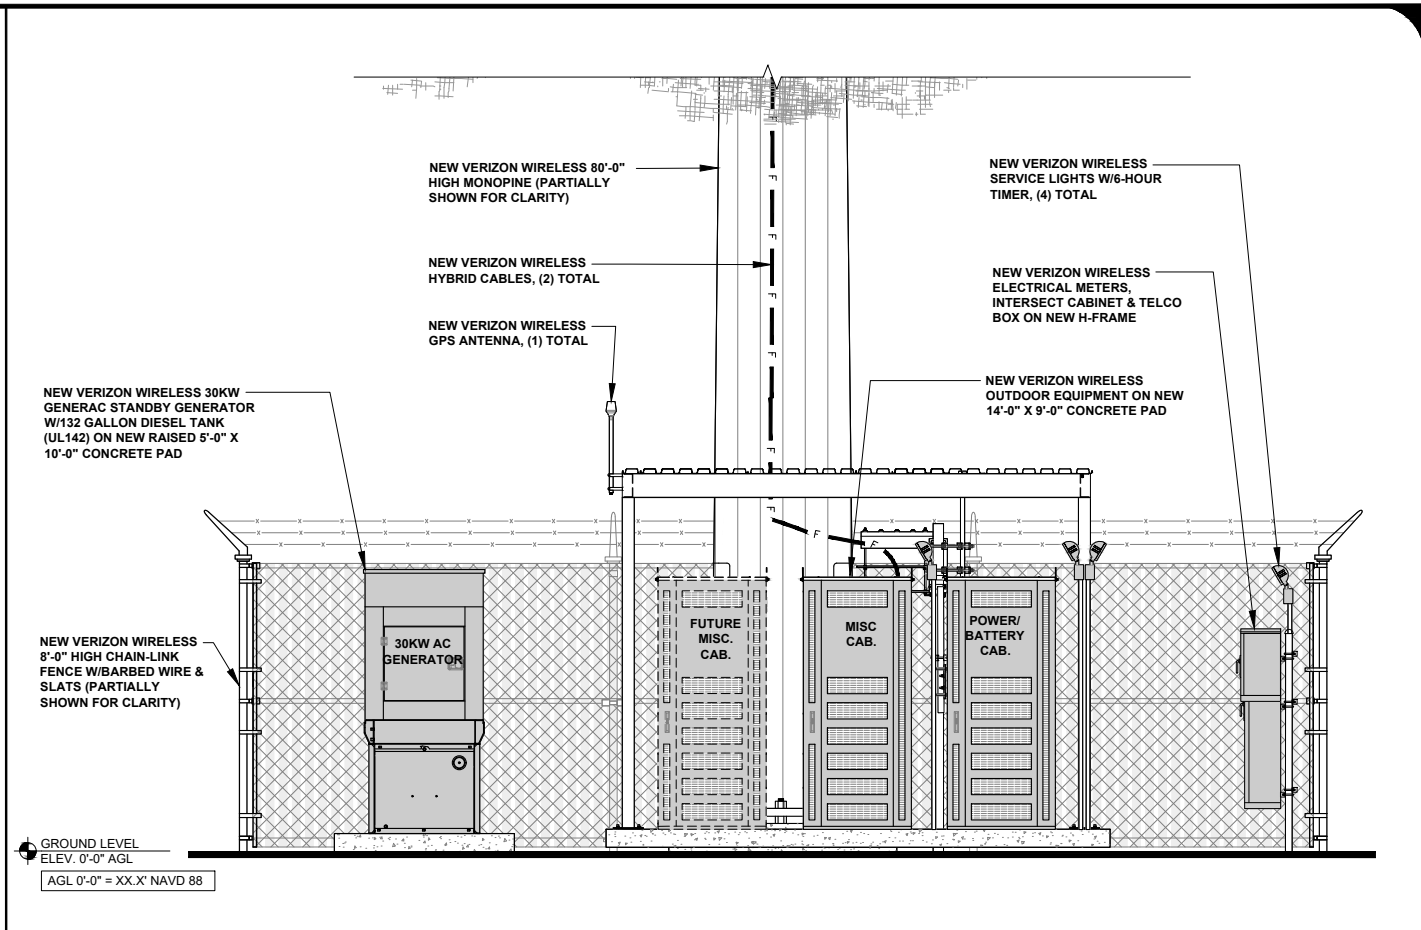 NEW VERIZON WIRELESS 80'-0"
HIGH MONOPINE (PARTIALLY
SHOWN FOR CLARITY)
NEW VERIZON WIRELESS
HYBRID CABLES, (2) TOTAL
NEW VERIZON WIRELESS
GPS ANTENNA, (1) TOTAL
NEW VERIZON WIRELESS
SERVICE LIGHTS W/6-HOUR
TIMER, (4) TOTAL
NEW VERIZON WIRELESS
ELECTRICAL METERS,
INTERSECT CABINET & TELCO
BOX ON NEW H-FRAME
NEW VERIZON WIRELESS
OUTDOOR EQUIPMENT ON NEW
14'-0" X 9'-0" CONCRETE PAD
NEW VERIZON WIRELESS 30KW
GENERAC STANDBY GENERATOR
W/132 GALLON DIESEL TANK
(UL142) ON NEW RAISED 5'-0" X
10'-0" CONCRETE PAD
NEW VERIZON WIRELESS
8'-0" HIGH CHAIN-LINK
FENCE W/BARBED WIRE &
SLATS (PARTIALLY
SHOWN FOR CLARITY)
30KW AC
GENERATOR
FUTURE
MISC.
CAB.
MISC
CAB.
POWER/
BATTERY
CAB.
F
F
F
F
F
F
F
F
F
GROUND LEVEL
ELEV. 0'-0" AGL
AGL 0'-0" = XX.X' NAVD 88